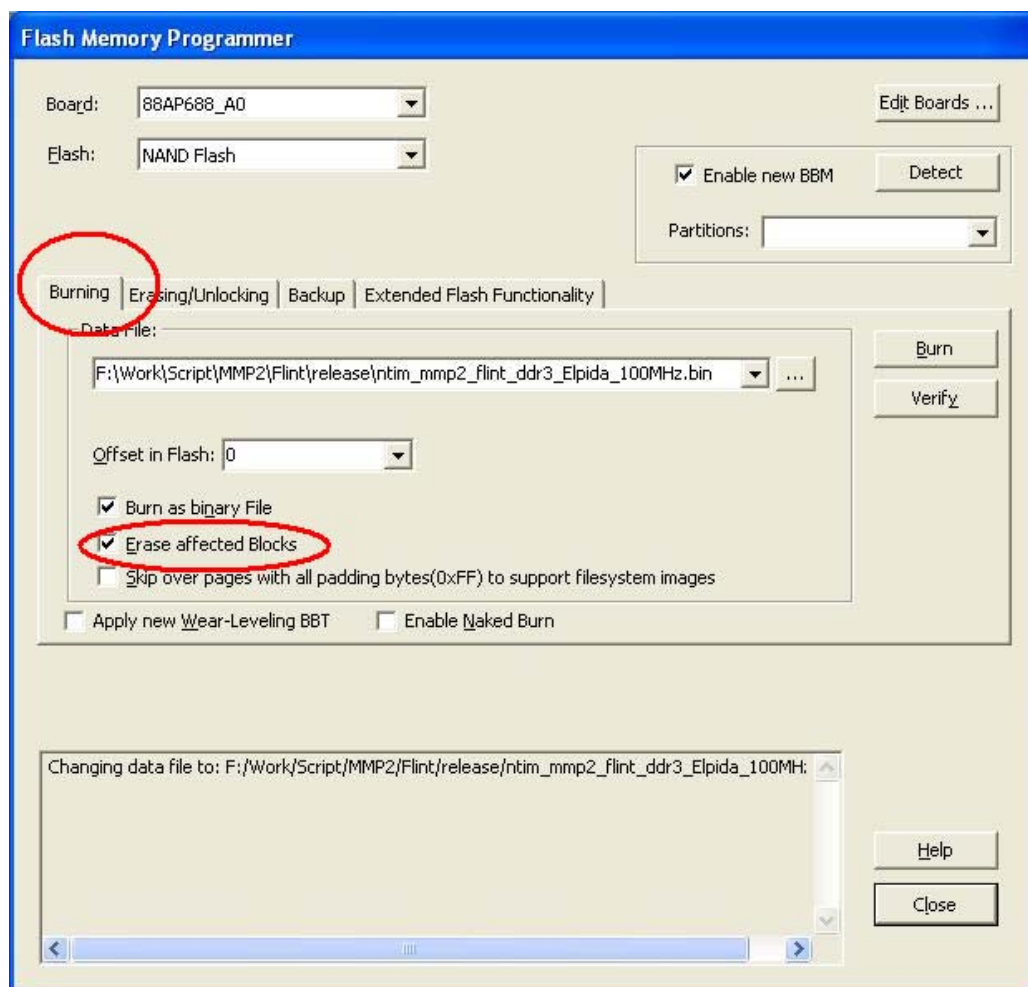 Flash Memory Programmer
Board: 88AP688_A0 Edit Boards ...
Flash: NAND Flash
Enable new BBM Detect
Partitions:
Burning Erasing/Unlocking Backup Extended Flash Functionality
Data File:
Burn
F:\Work\Script\MMP2\Flint\release\ntim_mmp2_flint_ddr3_Elpida_100MHz.bin ...
Verify
Offset in Flash: 0
Burn as binary File
Erase affected Blocks
Skip over pages with all padding bytes(0xFF) to support filesystem images
Apply new Wear-Leveling BBT Enable Naked Burn
Changing data file to: F:/Work/Script/MMP2/Flint/release/ntim_mmp2_flint_ddr3_Elpida_100MH
Help
Close